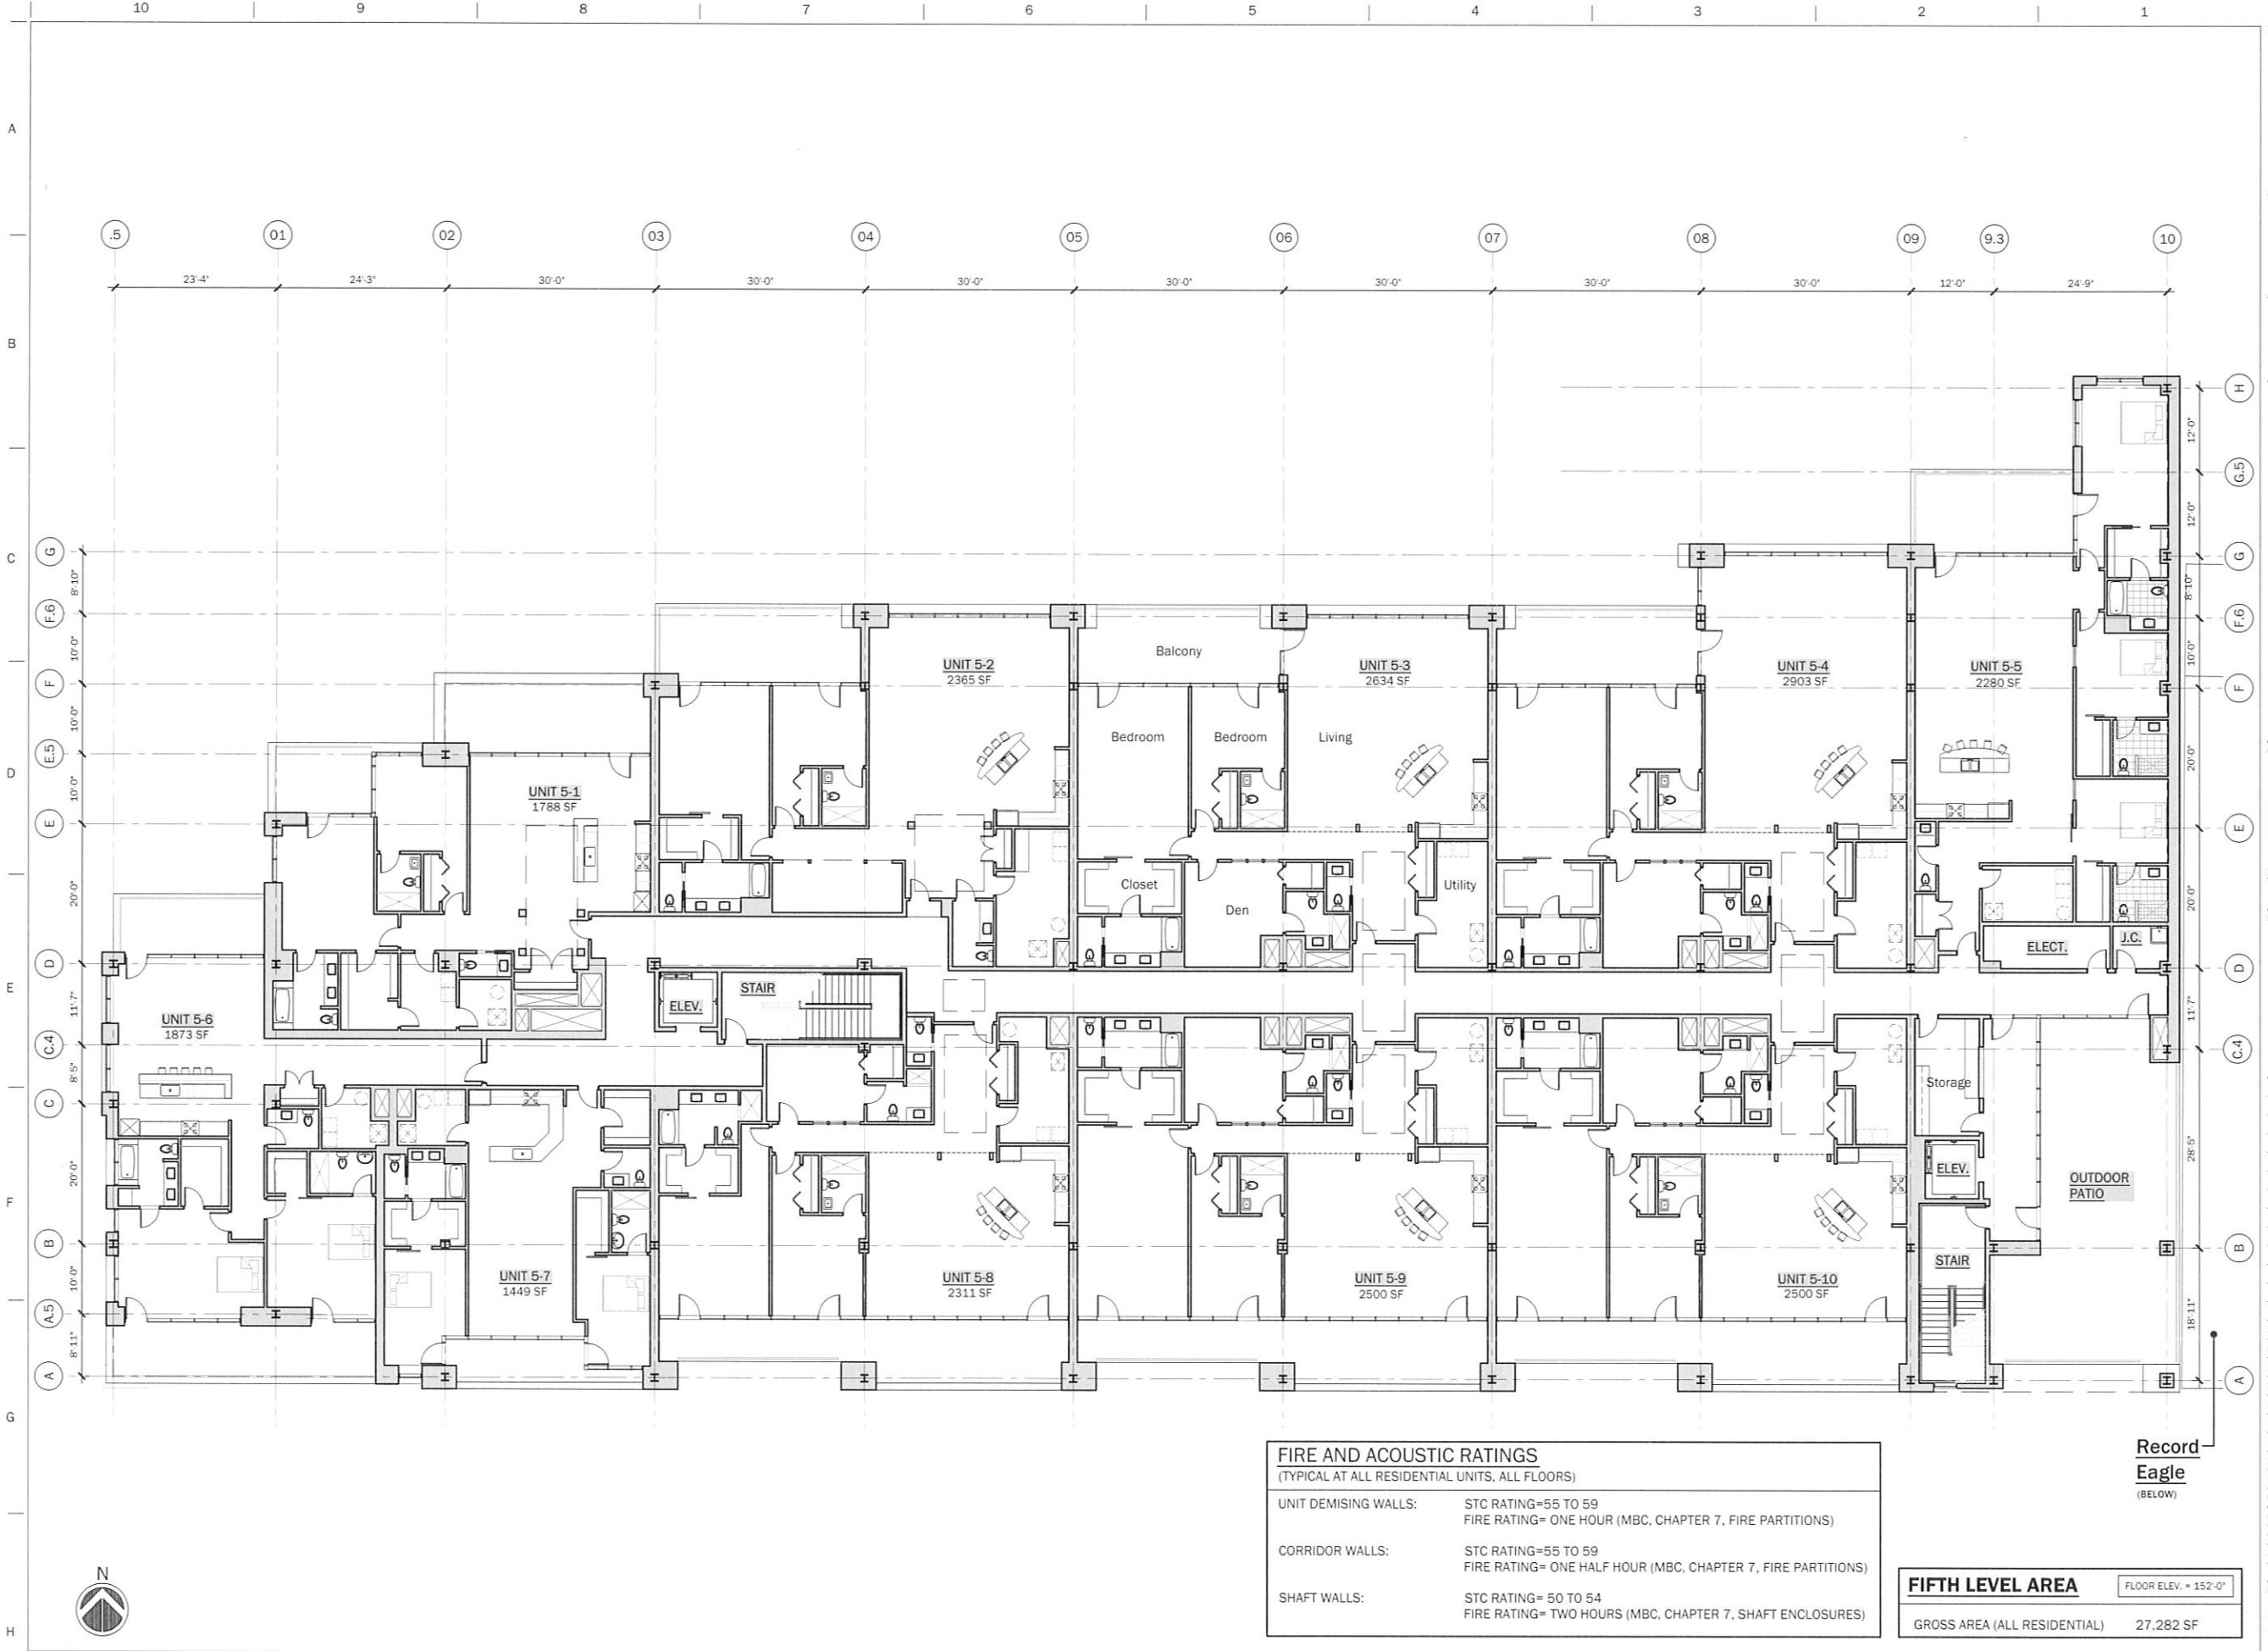 10 9 8 7 6 5 4 3 2 1
A
B
C
D
E
F
G
H
.5 01 02 03 04 05 06 07 08 09 9.3 10
23'-4" 24'-3" 30'-0" 30'-0" 30'-0" 30'-0" 30'-0" 30'-0" 30'-0" 12'-0" 24'-9"
G
8'-10"
F.6
10'-0"
F
10'-0"
E.5
10'-0"
E
20'-0"
D
11'-7"
C.4
8'-5"
C
20'-0"
B
10'-0"
A.5
8'-11"
A
H
12'-0"
G.5
12'-0"
G
8'-10"
F.6
10'-0"
F
20'-0"
E
20'-0"
D
11'-7"
C.4
28'-5"
B
18'-11"
A
UNIT 5-1
1788 SF
UNIT 5-2
2365 SF
Balcony
UNIT 5-3
2634 SF
Bedroom
Bedroom
Living
Closet
Den
Utility
UNIT 5-4
2903 SF
UNIT 5-5
2280 SF
ELECT.
J.C.
UNIT 5-6
1873 SF
ELEV.
STAIR
UNIT 5-7
1449 SF
UNIT 5-8
2311 SF
UNIT 5-9
2500 SF
UNIT 5-10
2500 SF
Storage
ELEV.
STAIR
OUTDOOR
PATIO
Record
Eagle
(BELOW)
FIRE AND ACOUSTIC RATINGS
(TYPICAL AT ALL RESIDENTIAL UNITS, ALL FLOORS)
UNIT DEMISING WALLS: STC RATING=55 TO 59
FIRE RATING= ONE HOUR (MBC, CHAPTER 7, FIRE PARTITIONS)
CORRIDOR WALLS: STC RATING=55 TO 59
FIRE RATING= ONE HALF HOUR (MBC, CHAPTER 7, FIRE PARTITIONS)
SHAFT WALLS: STC RATING= 50 TO 54
FIRE RATING= TWO HOURS (MBC, CHAPTER 7, SHAFT ENCLOSURES)
FIFTH LEVEL AREA FLOOR ELEV. = 152'-0"
GROSS AREA (ALL RESIDENTIAL) 27,282 SF
N